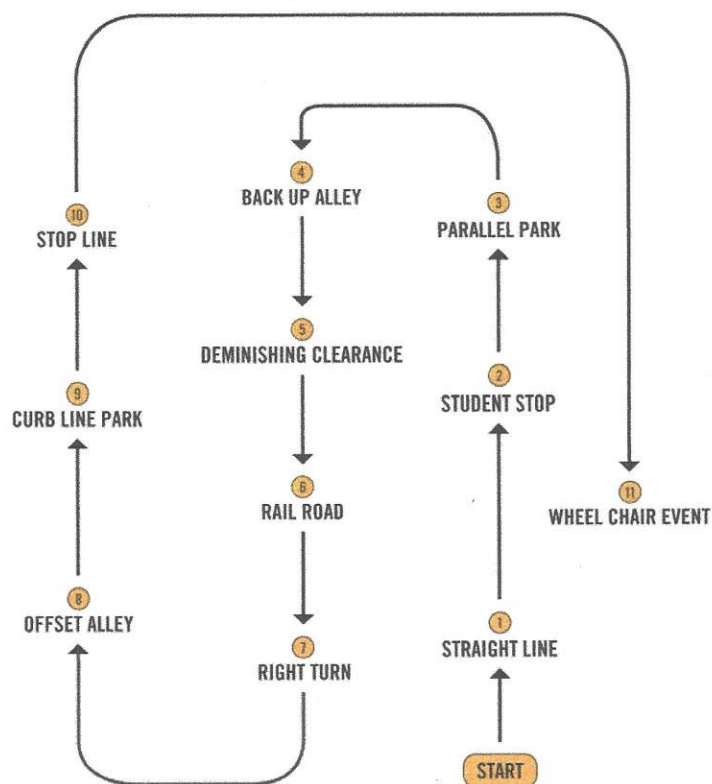 START
1
STRAIGHT LINE
2
STUDENT STOP
3
PARALLEL PARK
4
BACK UP ALLEY
5
DEMINISHING CLEARANCE
6
RAIL ROAD
7
RIGHT TURN
8
OFFSET ALLEY
9
CURB LINE PARK
10
STOP LINE
11
WHEEL CHAIR EVENT